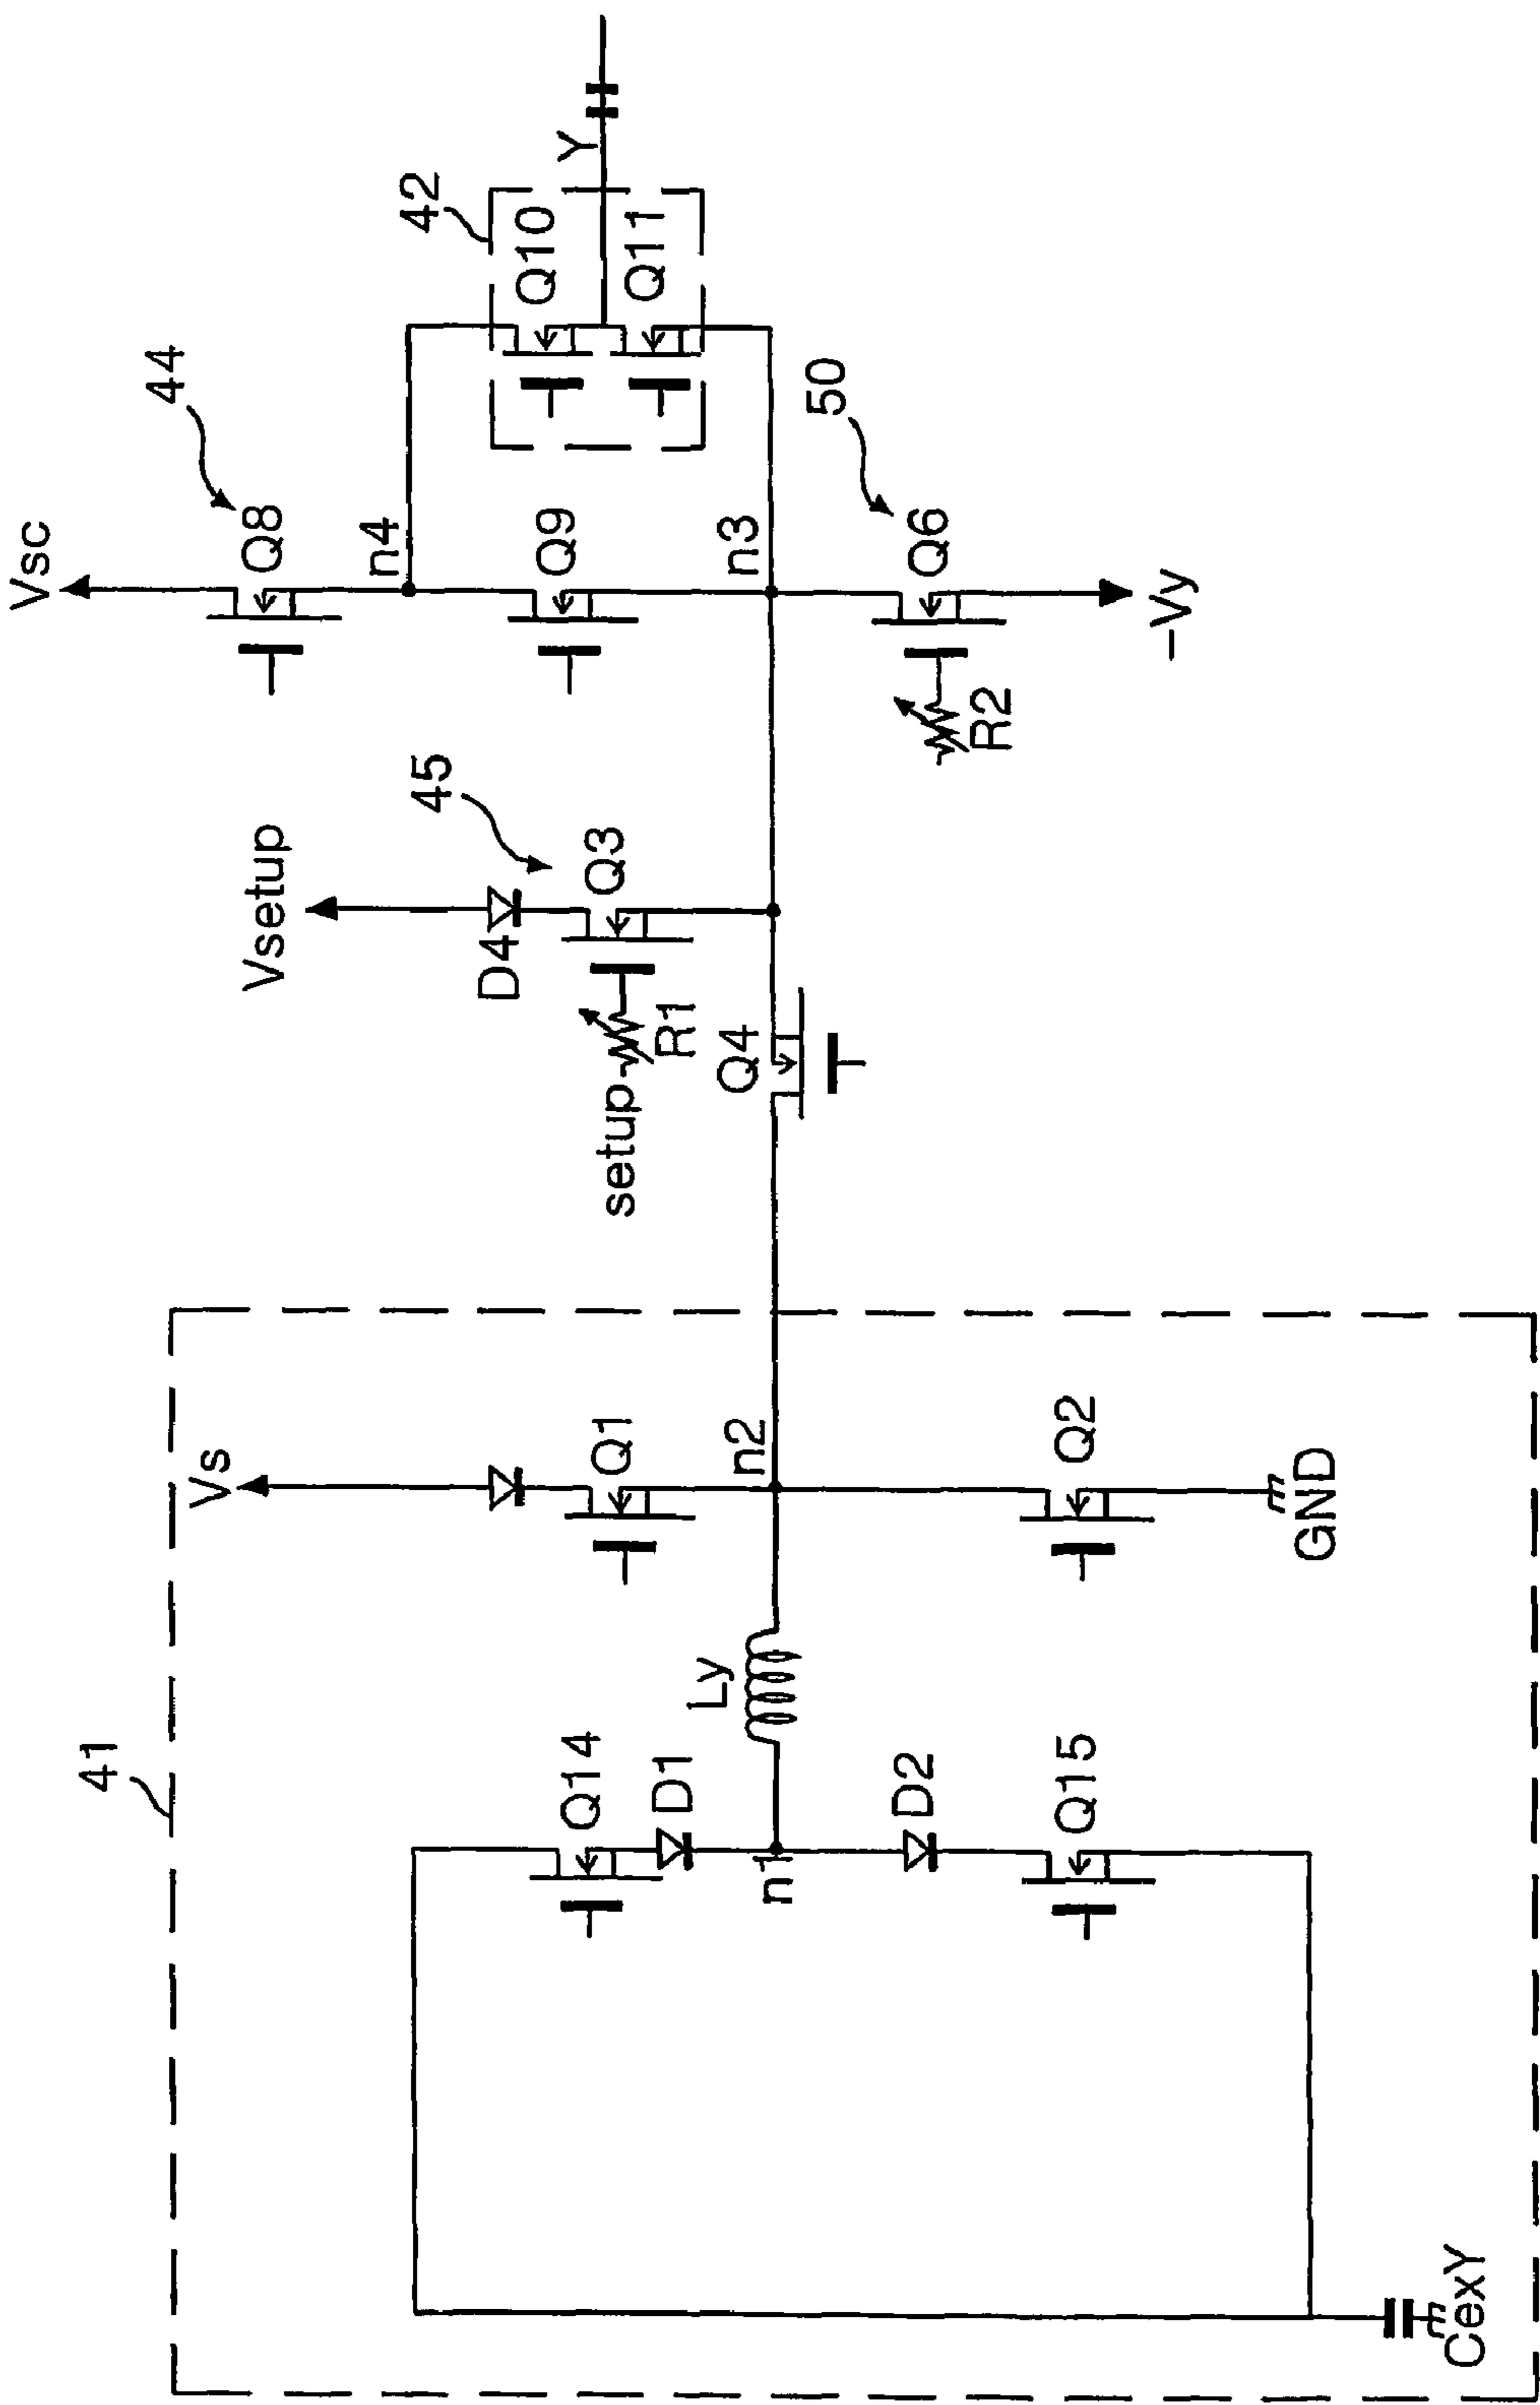 41
Vs
Q14
D1
n1
D2
Q15
Ly
Q1
n2
Q2
GND
CexY
Vsetup
45
D4
Q3
setup
R1
Q4
Vsc
44
Q8
n4
Q9
n3
50
Q6
R2
-Vy
42
Q10
Q11
Y